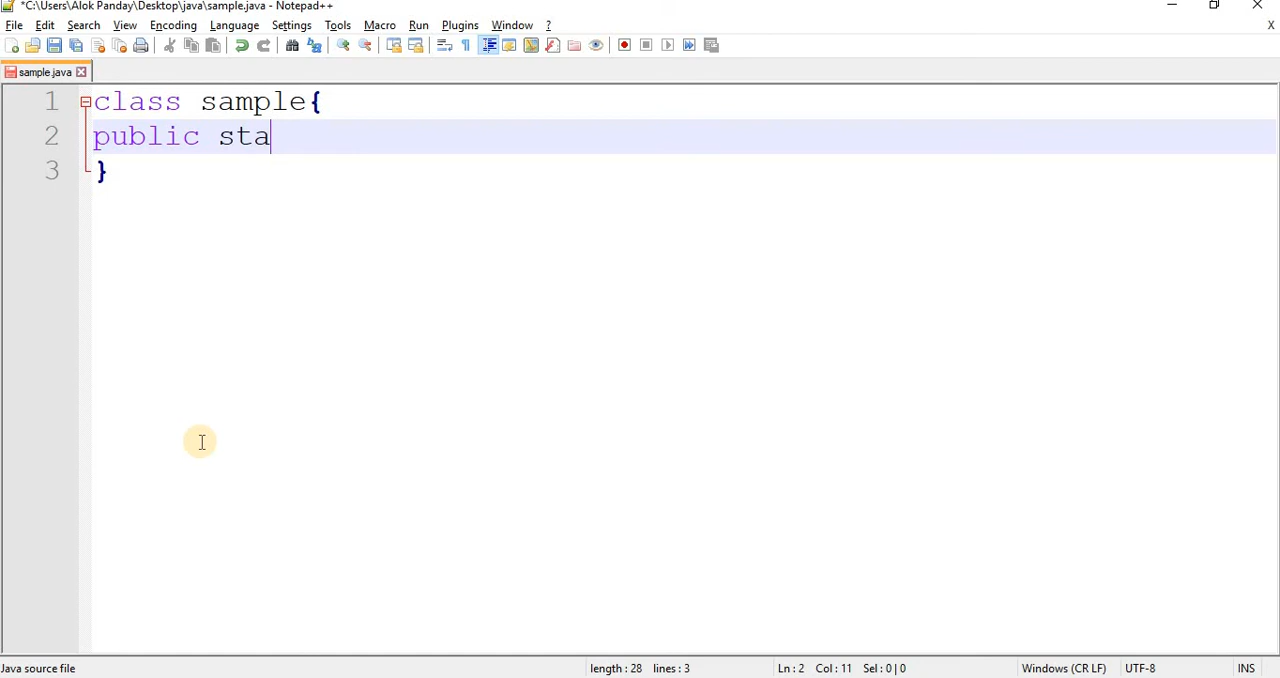 *C:\Users\Alok Panday\Desktop\java\sample.java - Notepad++
File Edit Search View Encoding Language Settings Tools Macro Run Plugins Window ? X
sample.java
1 class sample{
2 public sta
3 }
Java source file length : 28 lines : 3 Ln : 2 Col : 11 Sel : 0 | 0 Windows (CR LF) UTF-8 INS